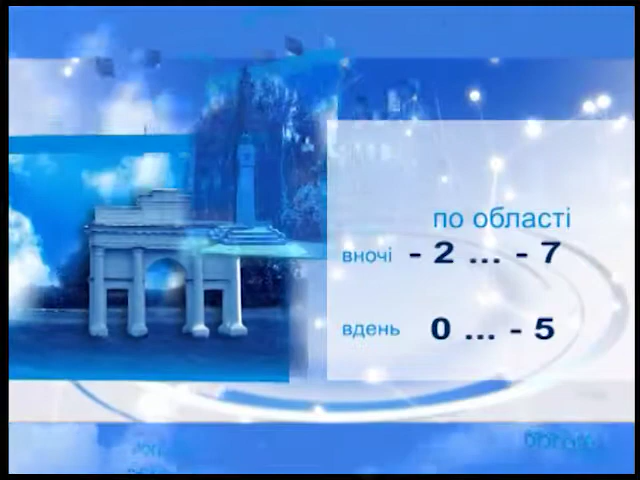 по області
вночі - 2 ... - 7
вдень 0 ... - 5